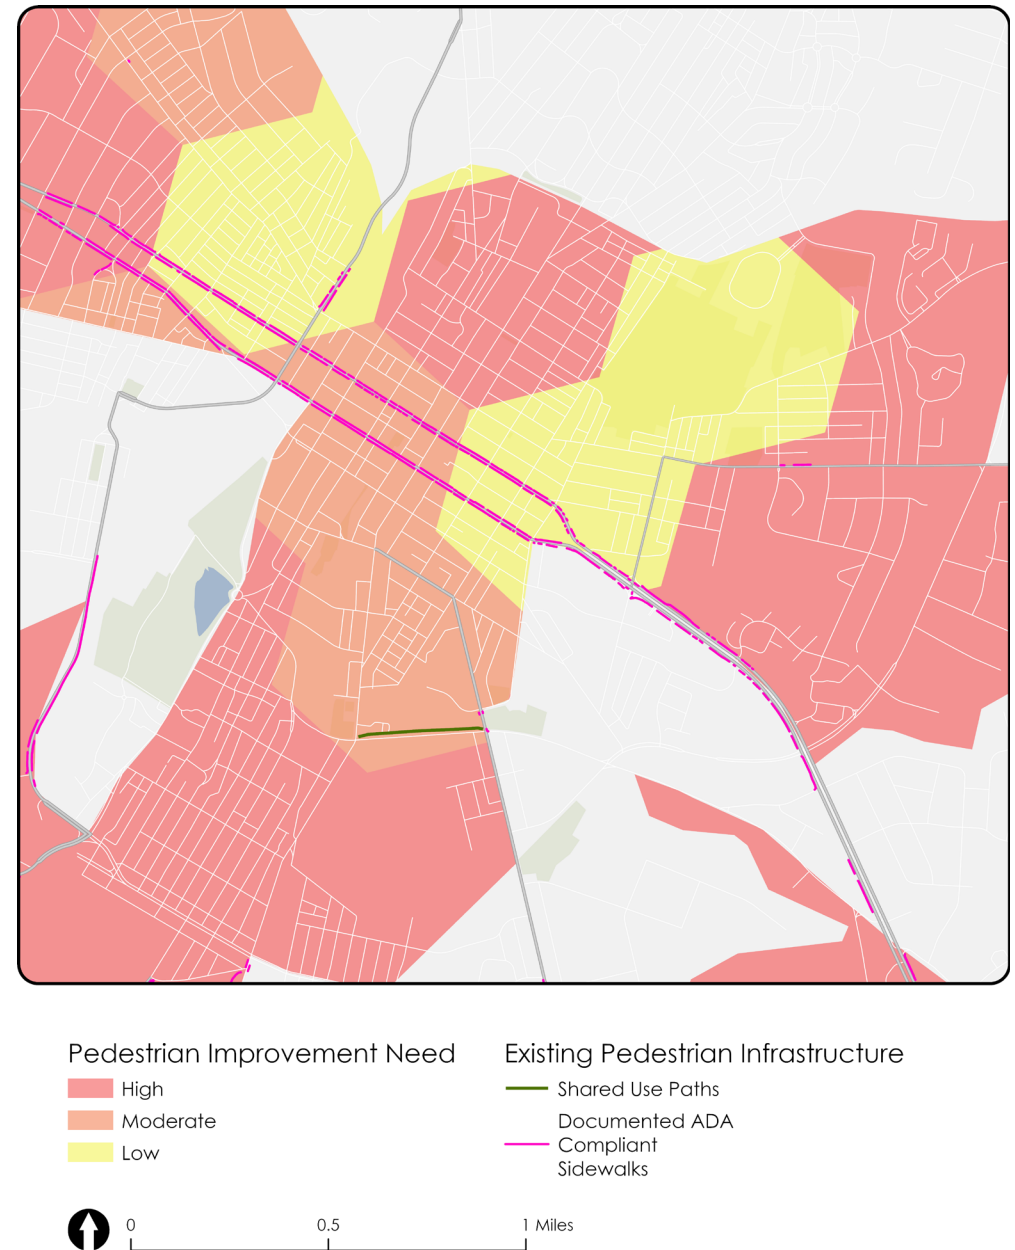 Pedestrian Improvement Need
High
Moderate
Low
Existing Pedestrian Infrastructure
Shared Use Paths
Documented ADA
Compliant
Sidewalks
0 0.5 1 Miles